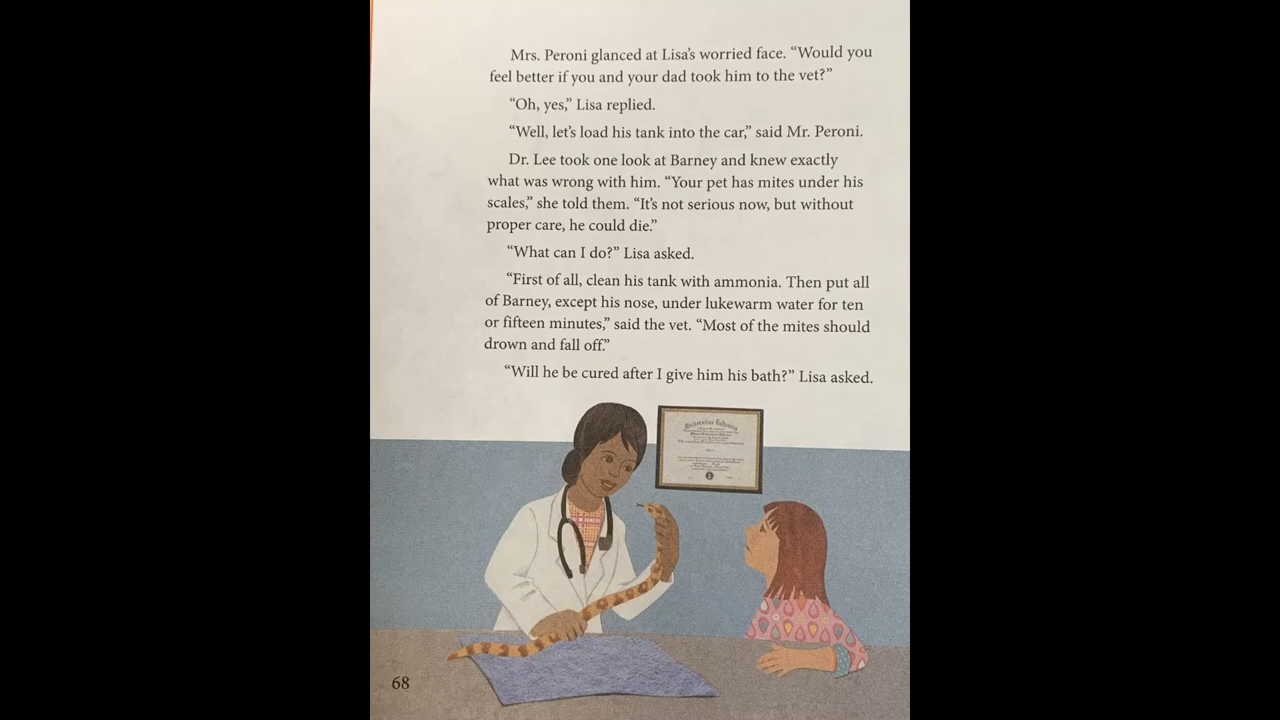 Mrs. Peroni glanced at Lisa’s worried face. “Would you
feel better if you and your dad took him to the vet?”
“Oh, yes,” Lisa replied.
“Well, let’s load his tank into the car,” said Mr. Peroni.
Dr. Lee took one look at Barney and knew exactly
what was wrong with him. “Your pet has mites under his
scales,” she told them. “It’s not serious now, but without
proper care, he could die.”
“What can I do?” Lisa asked.
“First of all, clean his tank with ammonia. Then put all
of Barney, except his nose, under lukewarm water for ten
or fifteen minutes,” said the vet. “Most of the mites should
drown and fall off.”
“Will he be cured after I give him his bath?” Lisa asked.
68